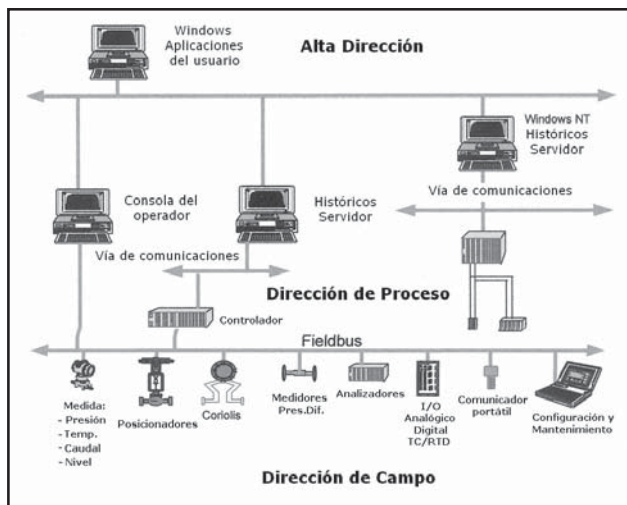 Windows
Aplicaciones
del usuario
Alta Dirección
Windows NT
Históricos
Servidor
Consola del
operador
Históricos
Servidor
Vía de comunicaciones
Vía de comunicaciones
Dirección de Proceso
Controlador
Fieldbus
Medida:
- Presión
- Temp.
- Caudal
- Nivel
Posicionadores
Coriolis
Medidores
Pres.Dif.
Analizadores
I/O
Analógico
Digital
TC/RTD
Comunicador
portátil
Configuración y
Mantenimiento
Dirección de Campo